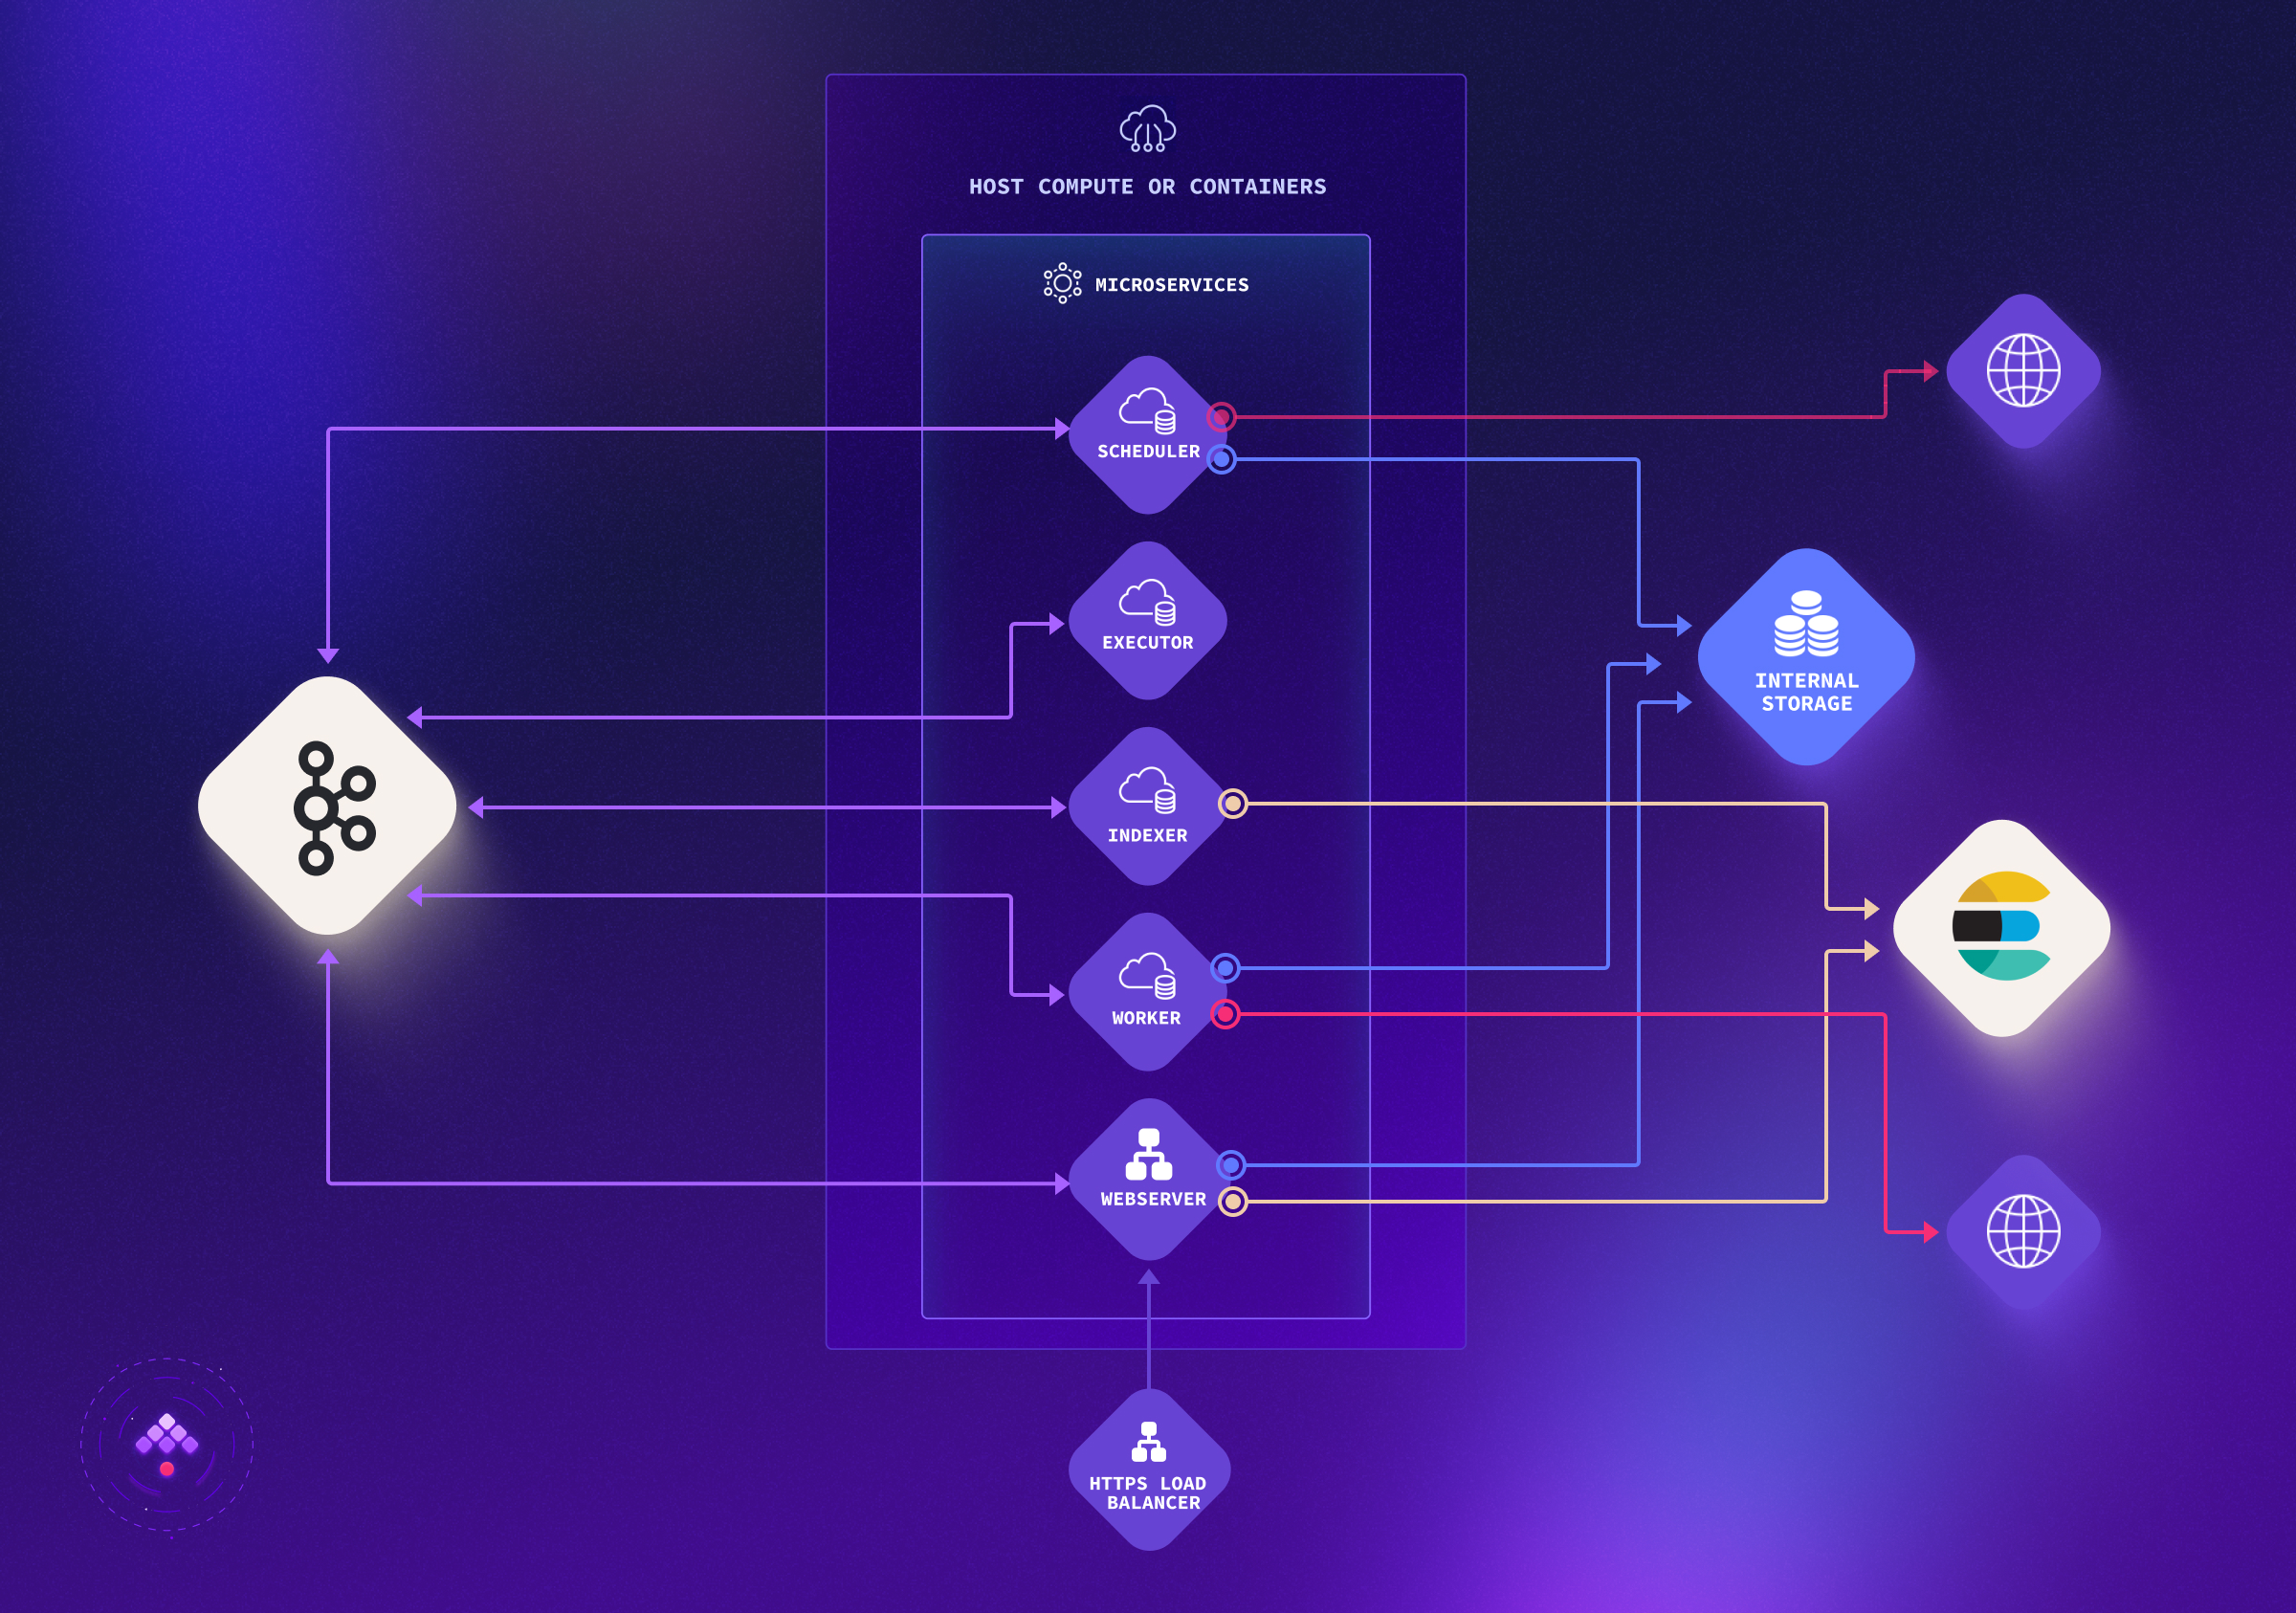 HOST COMPUTE OR CONTAINERS
MICROSERVICES
SCHEDULER
EXECUTOR
INDEXER
WORKER
WEBSERVER
INTERNAL
STORAGE
HTTPS LOAD
BALANCER